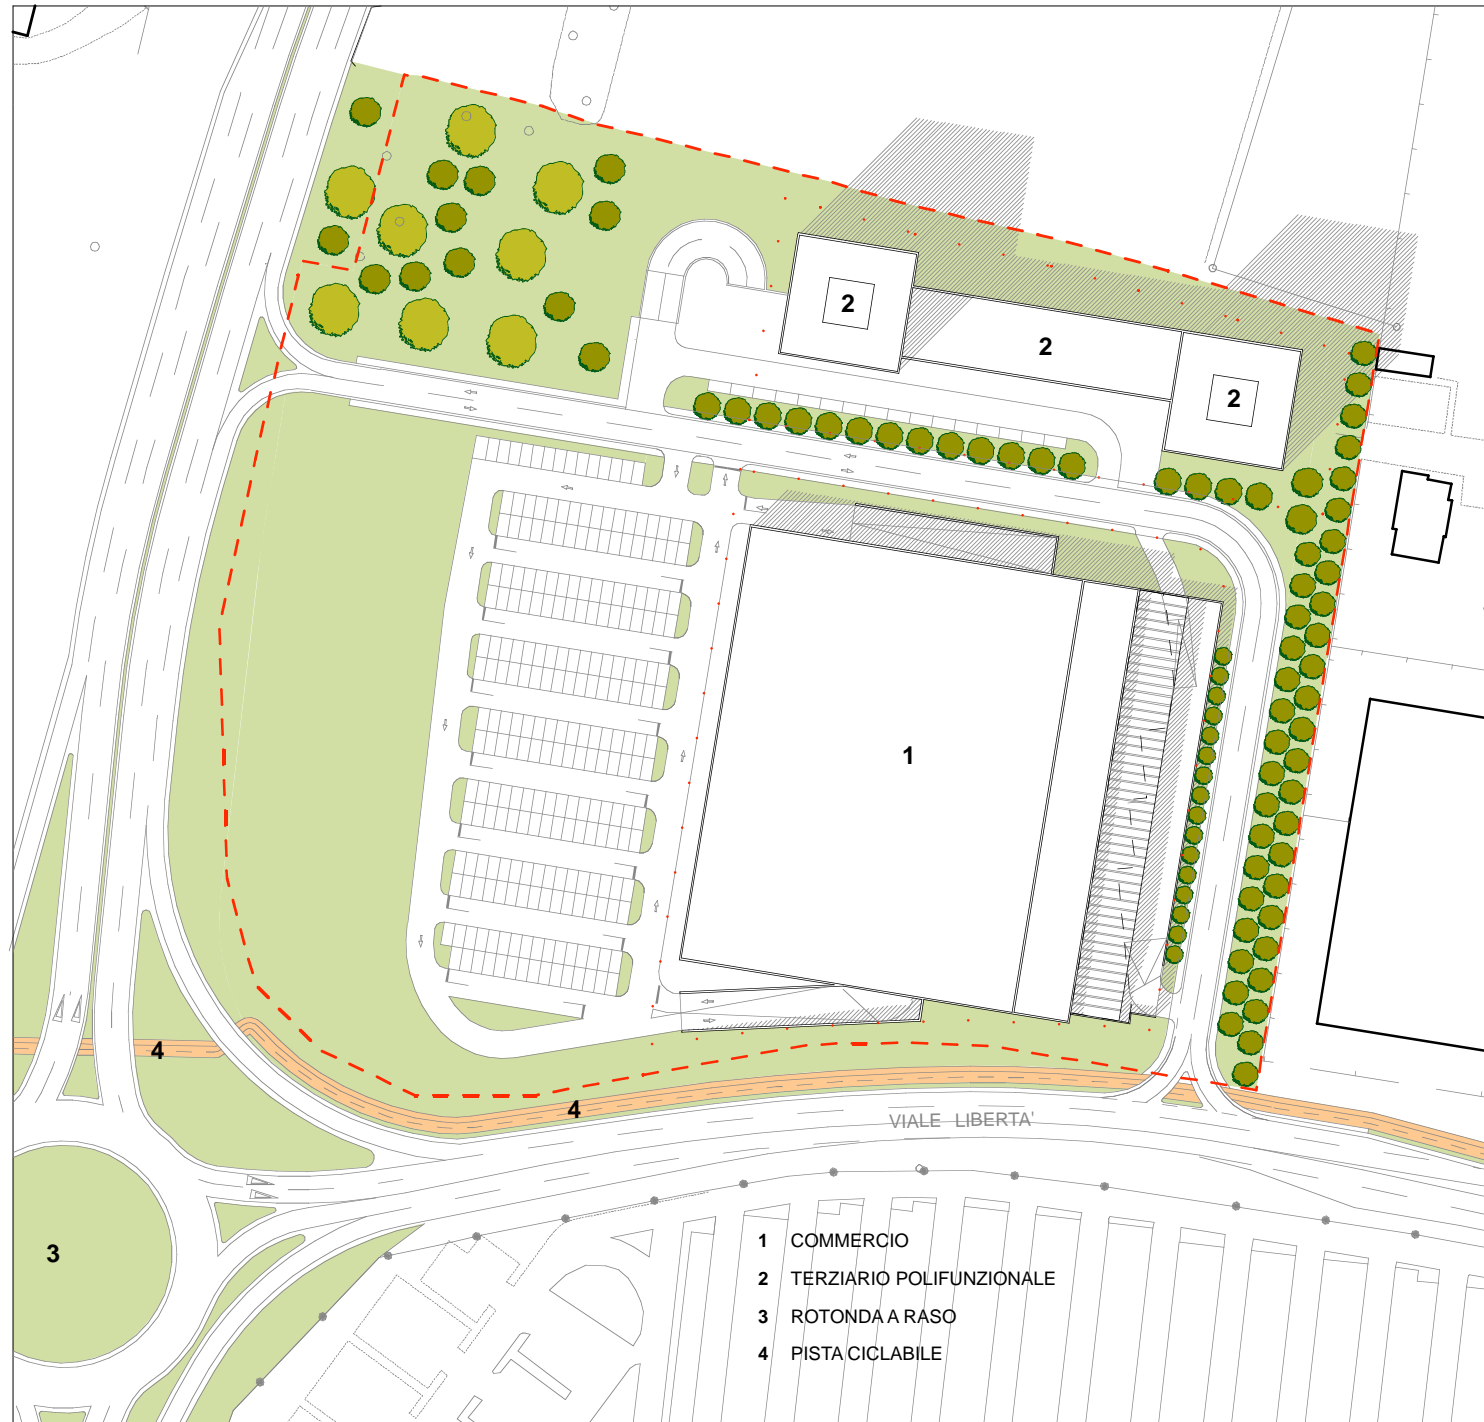 2
2
2
1
4
4
VIALE LIBERTA'
3
1 COMMERCIO
2 TERZIARIO POLIFUNZIONALE
3 ROTONDA A RASO
4 PISTA CICLABILE